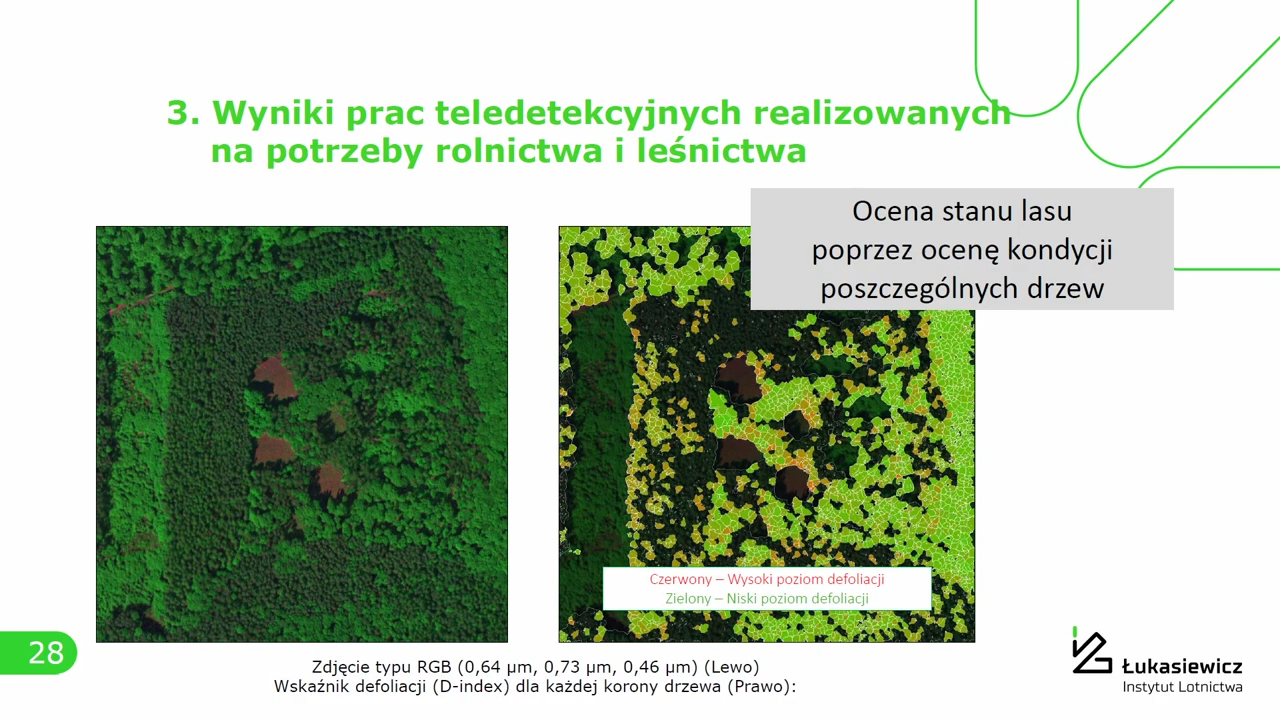 3. Wyniki prac teledetekcyjnych realizowanych
na potrzeby rolnictwa i leśnictwa
Ocena stanu lasu
poprzez ocenę kondycji
poszczególnych drzew
Czerwony – Wysoki poziom defoliacji
Zielony – Niski poziom defoliacji
28
Zdjęcie typu RGB (0,64 µm, 0,73 µm, 0,46 µm) (Lewo)
Wskaźnik defoliacji (D-index) dla każdej korony drzewa (Prawo):
Łukasiewicz
Instytut Lotnictwa